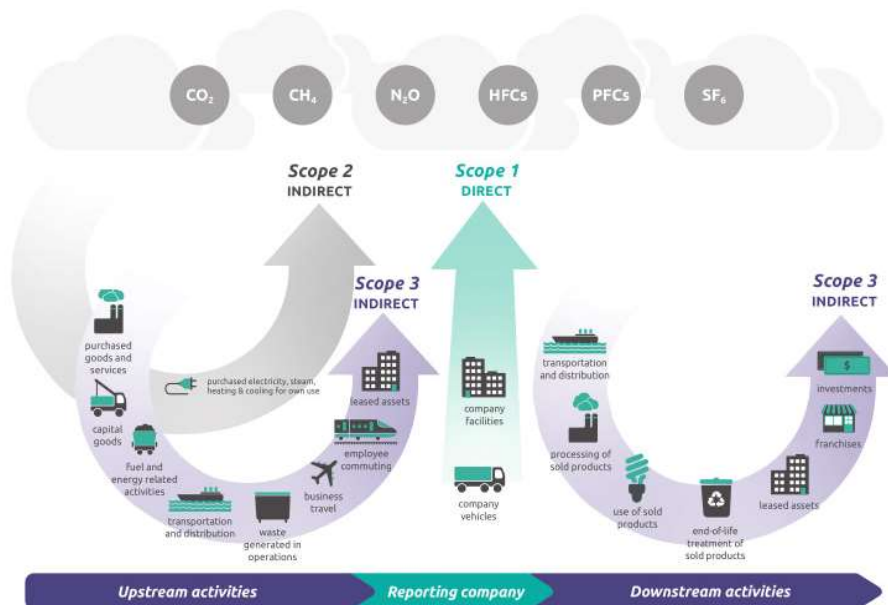 CO₂
CH₄
N₂O
HFCs
PFCs
SF₆
Scope 2
INDIRECT
Scope 1
DIRECT
Scope 3
INDIRECT
Scope 3
INDIRECT
purchased
goods and
services
capital
goods
fuel and
energy related
activities
transportation
and distribution
waste
generated in
operations
business
travel
employee
commuting
leased assets
purchased electricity, steam,
heating & cooling for own use
company
facilities
company
vehicles
transportation
and distribution
processing of
sold products
use of sold
products
end-of-life
treatment of
sold products
leased assets
franchises
$
investments
Upstream activities
Reporting company
Downstream activities